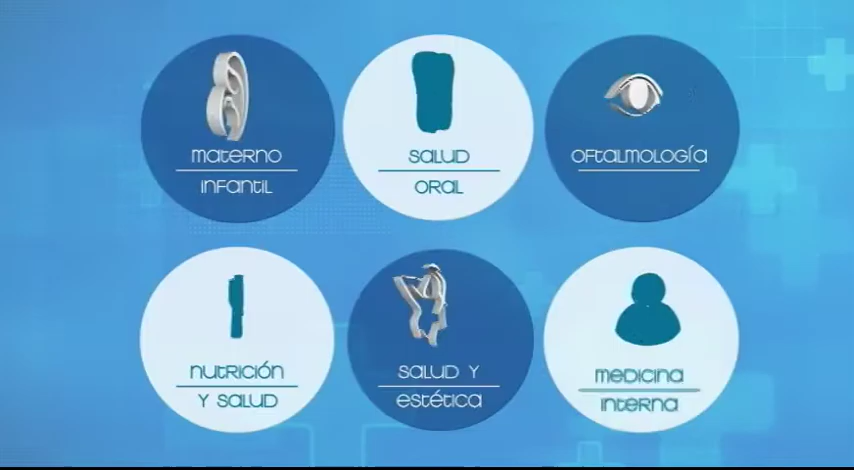 MATERNO
INFANTIL
SALUD
ORAL
OFTALMOLOGÍA
NUTRICIÓN
Y SALUD
SALUD Y
ESTÉTICA
MEDICINA
INTERNA